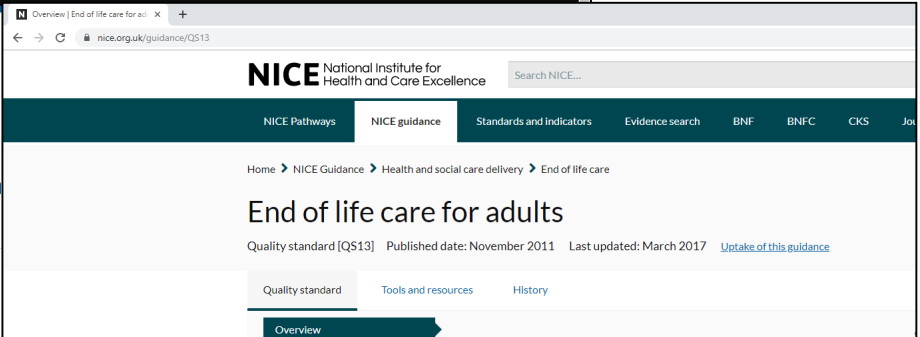 Overview | End of life care for ad
nice.org.uk/guidance/QS13
NICE National Institute for
Health and Care Excellence
Search NICE...
NICE Pathways NICE guidance Standards and indicators Evidence search BNF BNFC CKS Jou
Home > NICE Guidance > Health and social care delivery > End of life care
End of life care for adults
Quality standard [QS13] Published date: November 2011 Last updated: March 2017 Uptake of this guidance
Quality standard Tools and resources History
Overview